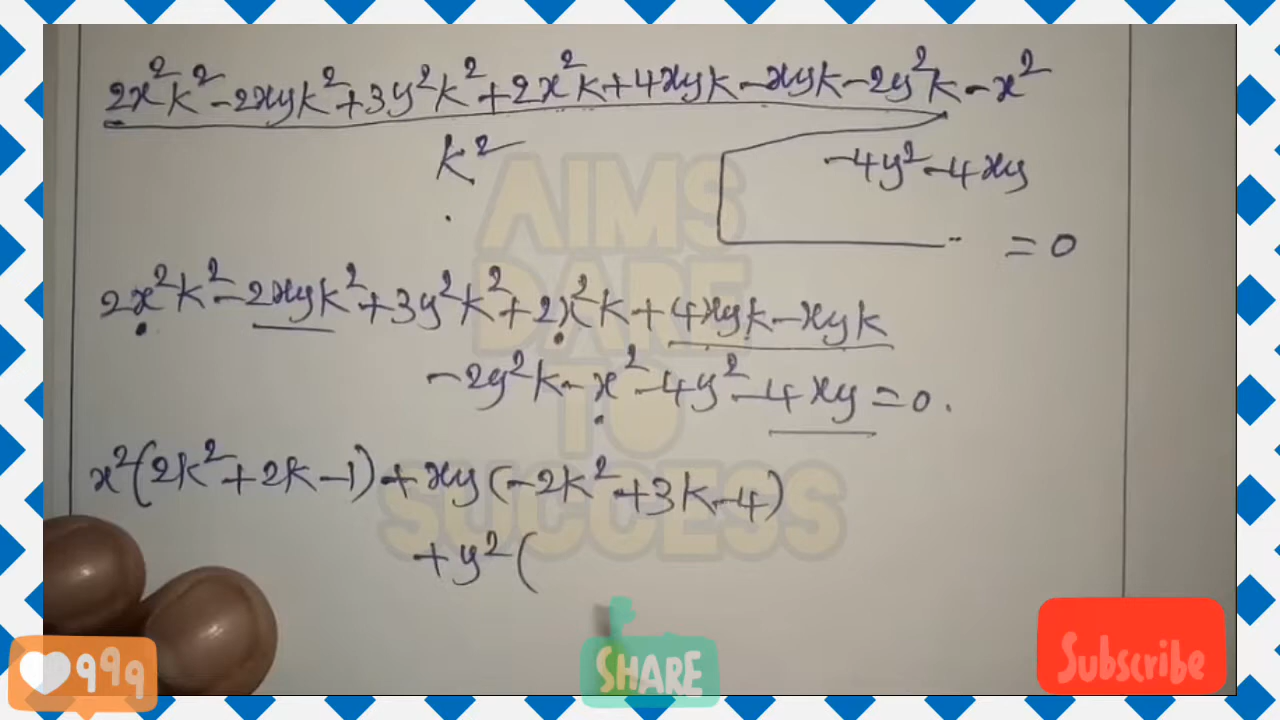 2x²k² - 2xyk² + 3y²k² + 2x²k + 4xyk - xyk - 2y²k - x²
k²
-4y² - 4xy
= 0
2x²k² - 2xyk² + 3y²k² + 2x²k + 4xyk - xyk
-2y²k - x² - 4y² - 4xy = 0.
x²(2k² + 2k - 1) + xy(-2k² + 3k - 4)
+ y²(
AIMS
DARE
TO
SUCCESS
999
SHARE
Subscribe